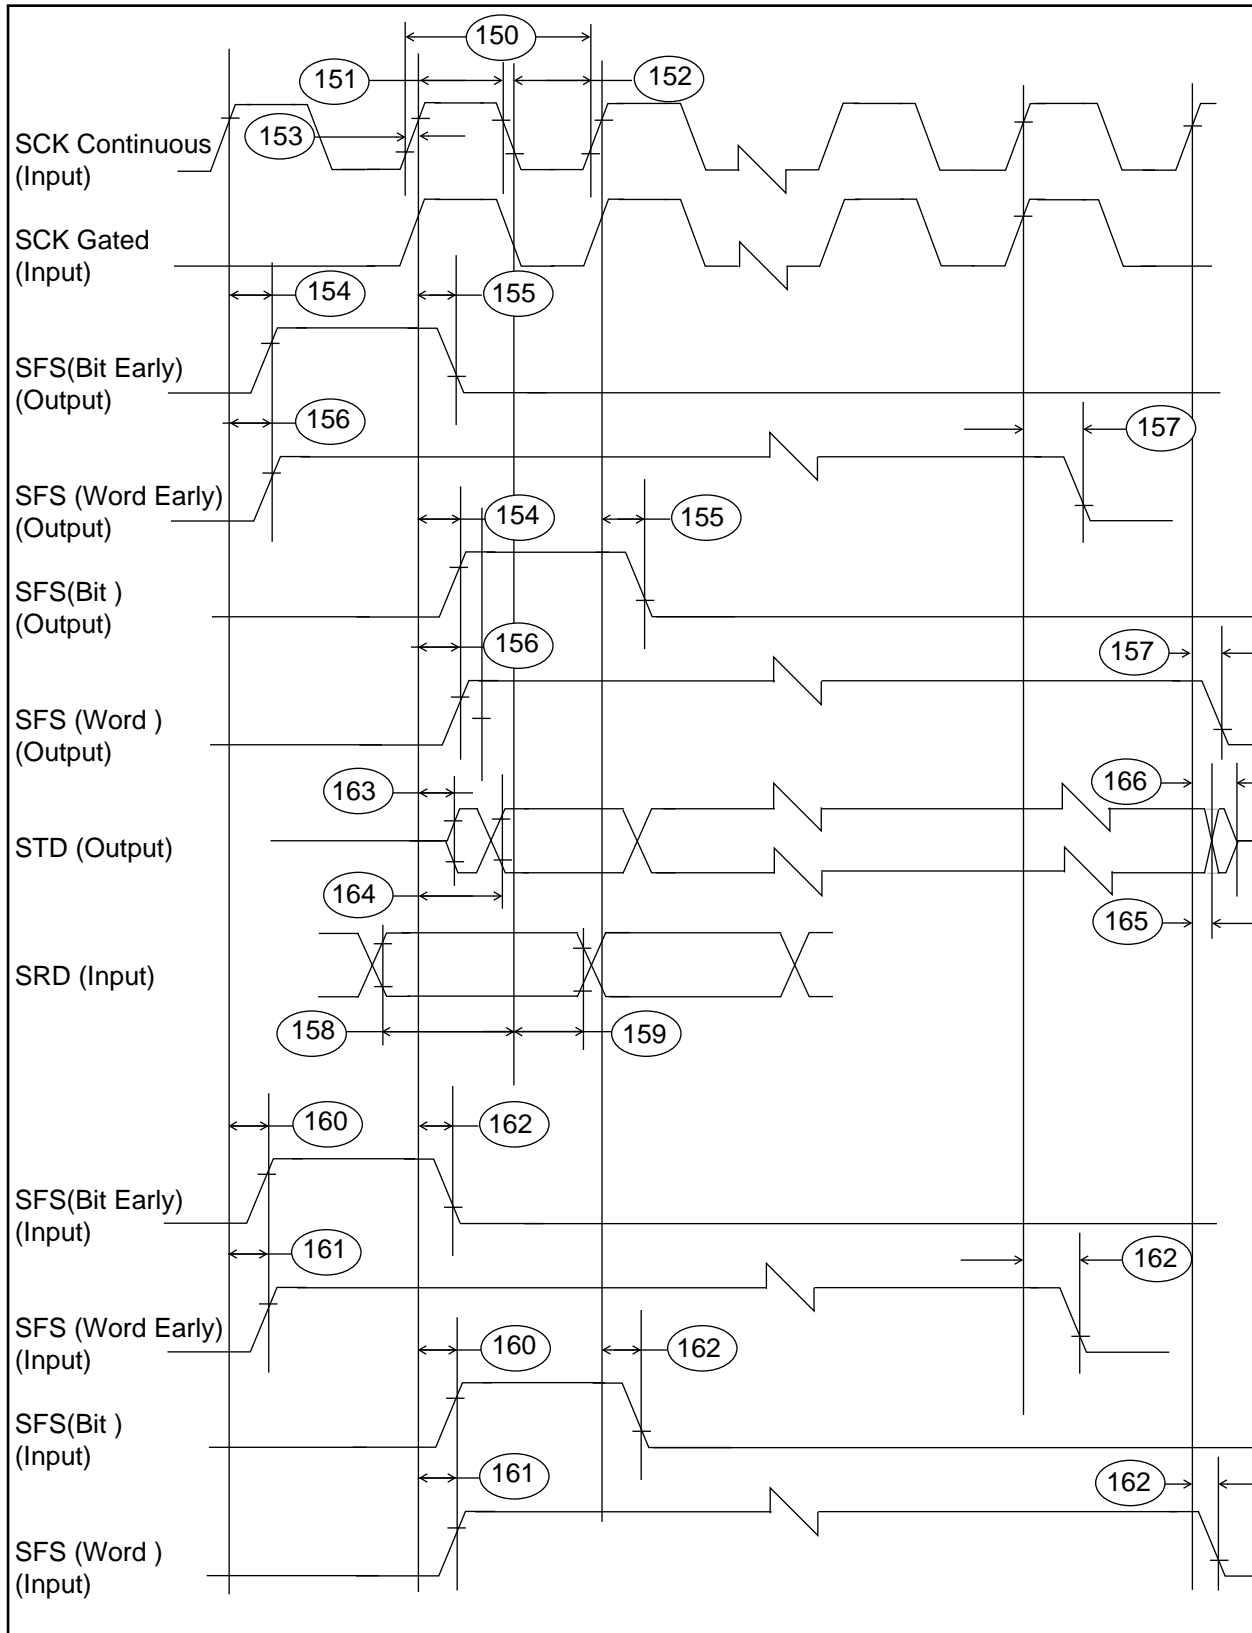 150
151
152
SCK Continuous
(Input)
153
SCK Gated
(Input)
154
155
SFS(Bit Early)
(Output)
156
157
SFS (Word Early)
(Output)
154
155
SFS(Bit )
(Output)
156
157
SFS (Word )
(Output)
163
166
STD (Output)
164
165
SRD (Input)
158
159
160
162
SFS(Bit Early)
(Input)
161
162
SFS (Word Early)
(Input)
160
162
SFS(Bit )
(Input)
161
162
SFS (Word )
(Input)